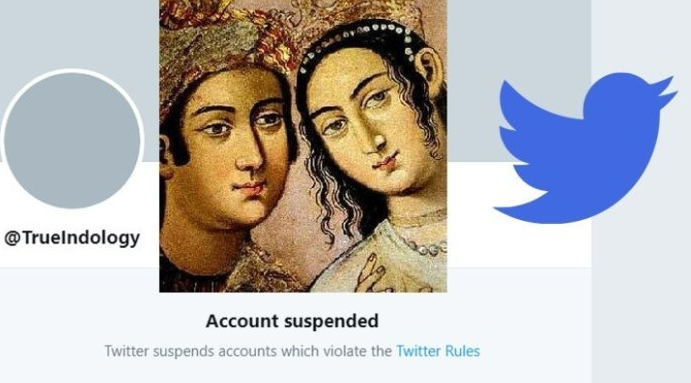 @TrueIndology
Account suspended
Twitter suspends accounts which violate the Twitter Rules